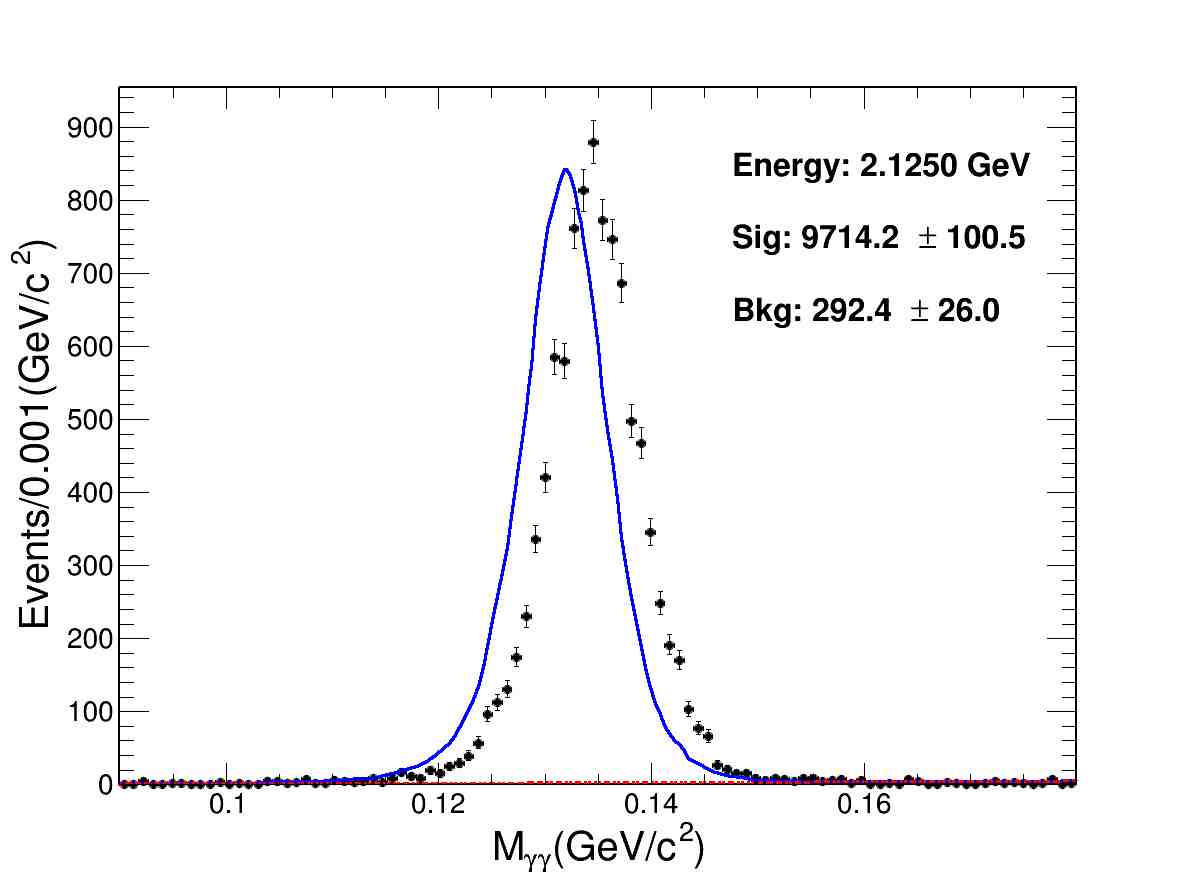 Energy: 2.1250 GeV
Sig: 9714.2 ± 100.5
Bkg: 292.4 ± 26.0
Events/0.001(GeV/c²)
900
800
700
600
500
400
300
200
100
0
0.1 0.12 0.14 0.16
Mγγ(GeV/c²)